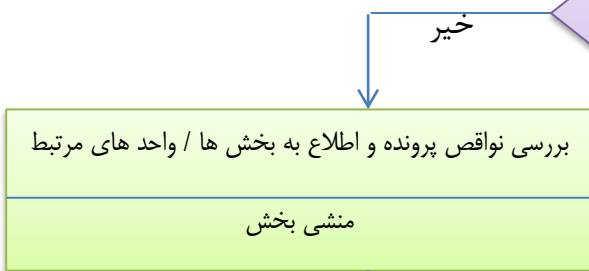 خیر
بررسی نواقص پرونده و اطلاع به بخش ها / واحد های مرتبط
منشی بخش